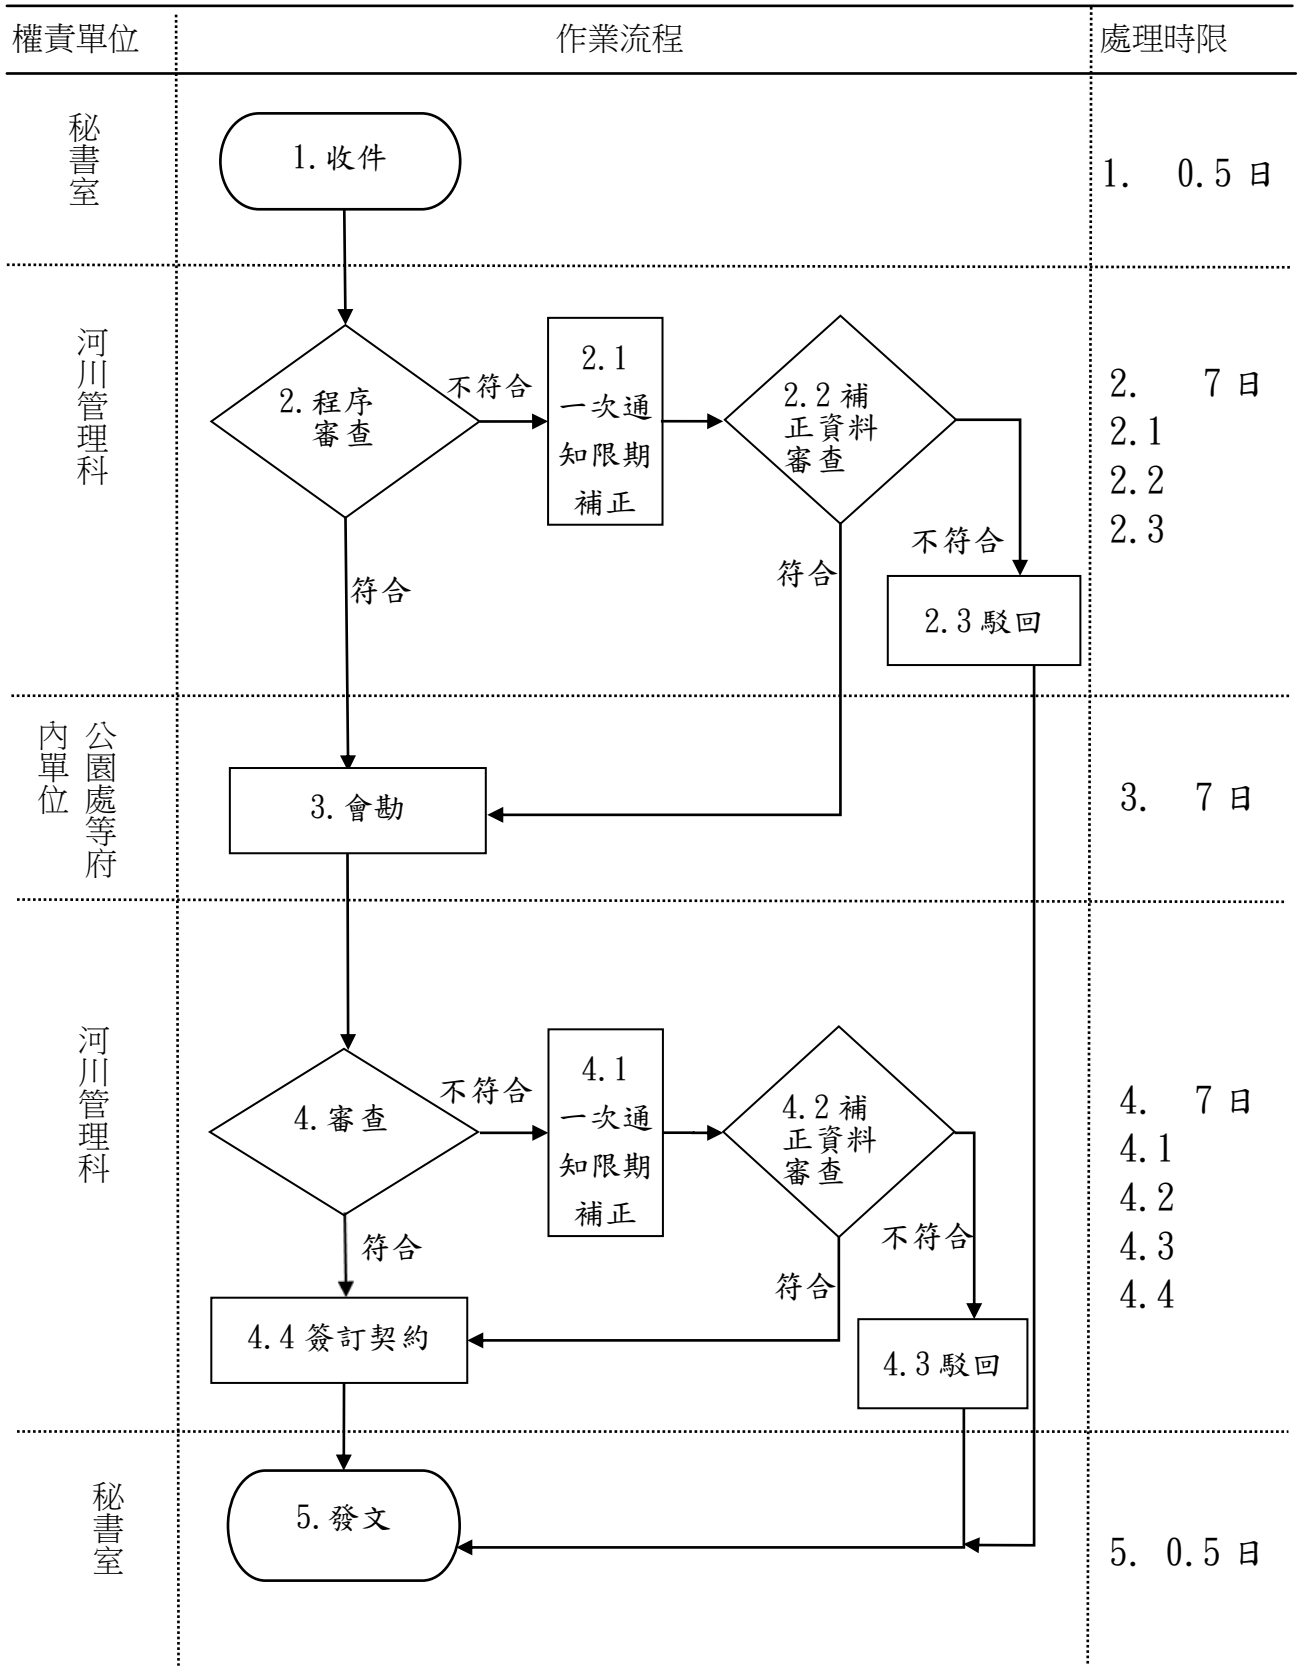 權責單位
作業流程
處理時限
秘書室
1.收件
1. 0.5日
河川管理科
2.程序
審查
不符合
符合
2.1
一次通
知限期
補正
2.2補
正資料
審查
不符合
符合
2.3駁回
2. 7日
2.1
2.2
2.3
公園處等府
內單位
3.會勘
3. 7日
河川管理科
4.審查
不符合
符合
4.1
一次通
知限期
補正
4.2補
正資料
審查
不符合
符合
4.4簽訂契約
4.3駁回
4. 7日
4.1
4.2
4.3
4.4
秘書室
5.發文
5. 0.5日